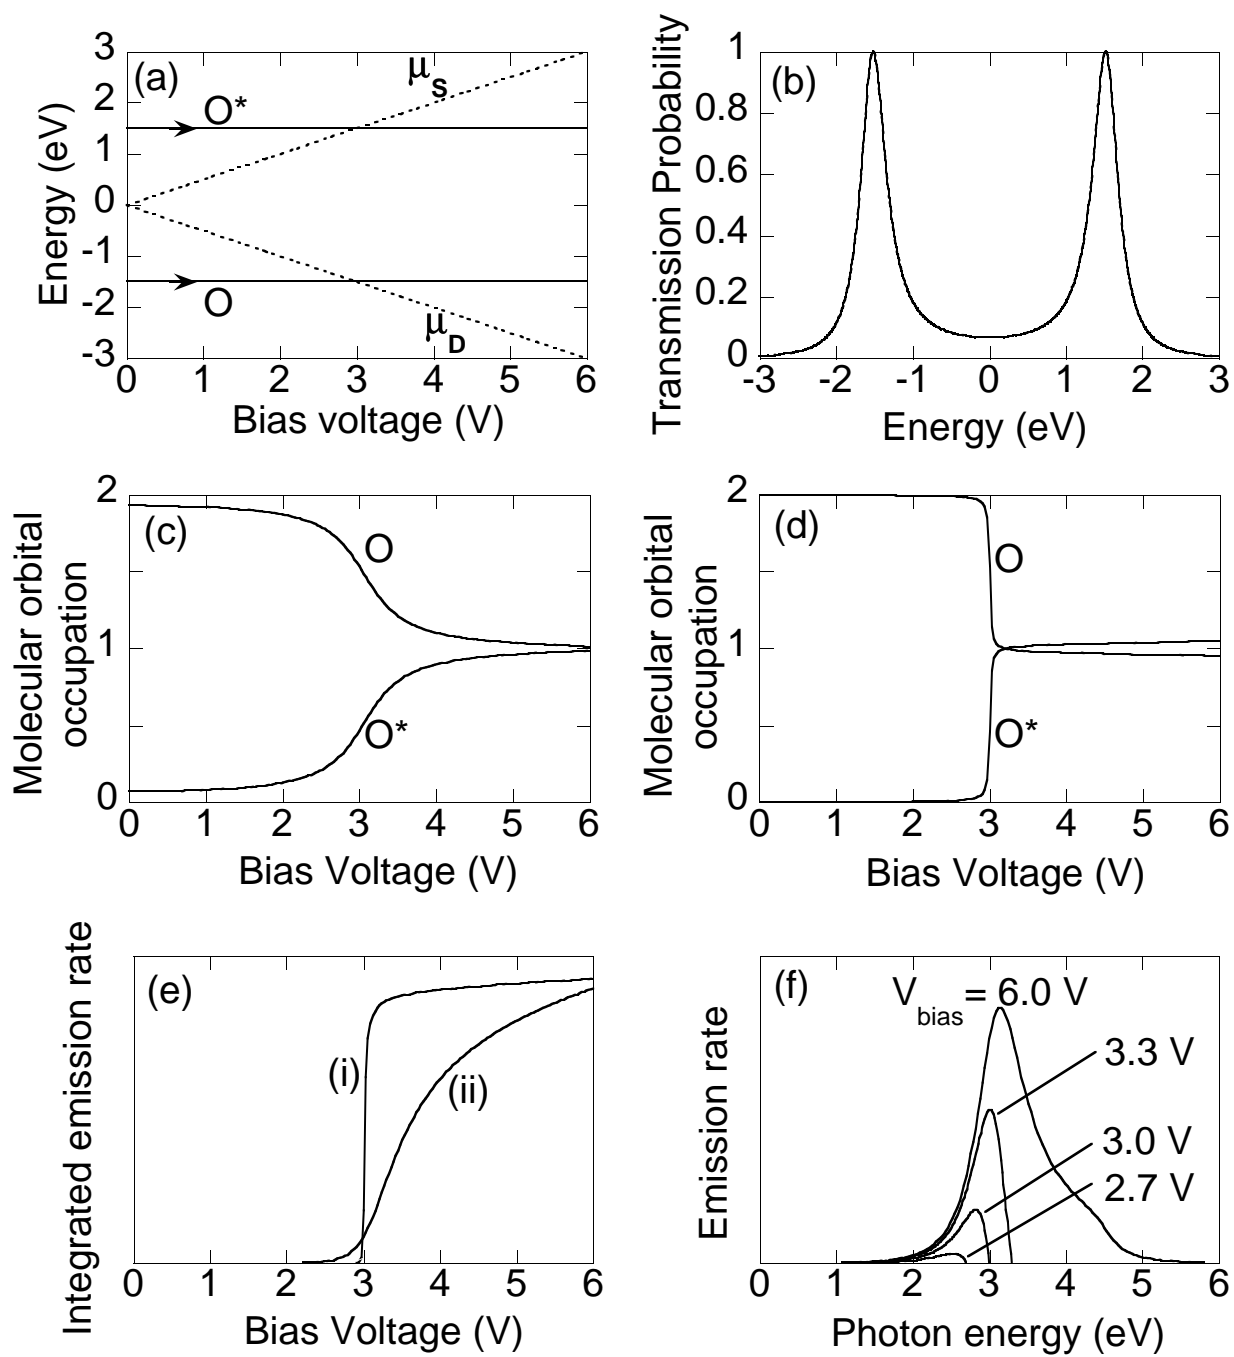 (a)
3
2
1
0
-1
-2
-3
Energy (eV)
O*
O
μS
μD
0 1 2 3 4 5 6
Bias voltage (V)
(b)
1
0.8
0.6
0.4
0.2
0
Transmission Probability
-3 -2 -1 0 1 2 3
Energy (eV)
(c)
2
1
0
Molecular orbital
occupation
O
O*
0 1 2 3 4 5 6
Bias Voltage (V)
(d)
2
1
0
Molecular orbital
occupation
O
O*
0 1 2 3 4 5 6
Bias Voltage (V)
(e)
Integrated emission rate
(i)
(ii)
0 1 2 3 4 5 6
Bias Voltage (V)
(f)
Emission rate
Vbias = 6.0 V
3.3 V
3.0 V
2.7 V
0 1 2 3 4 5 6
Photon energy (eV)